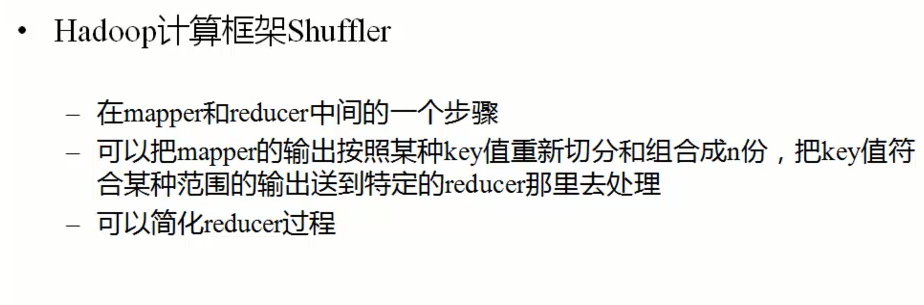 • Hadoop计算框架Shuffler
– 在mapper和reducer中间的一个步骤
– 可以把mapper的输出按照某种key值重新切分和组合成n份，把key值符
合某种范围的输出送到特定的reducer那里去处理
– 可以简化reducer过程